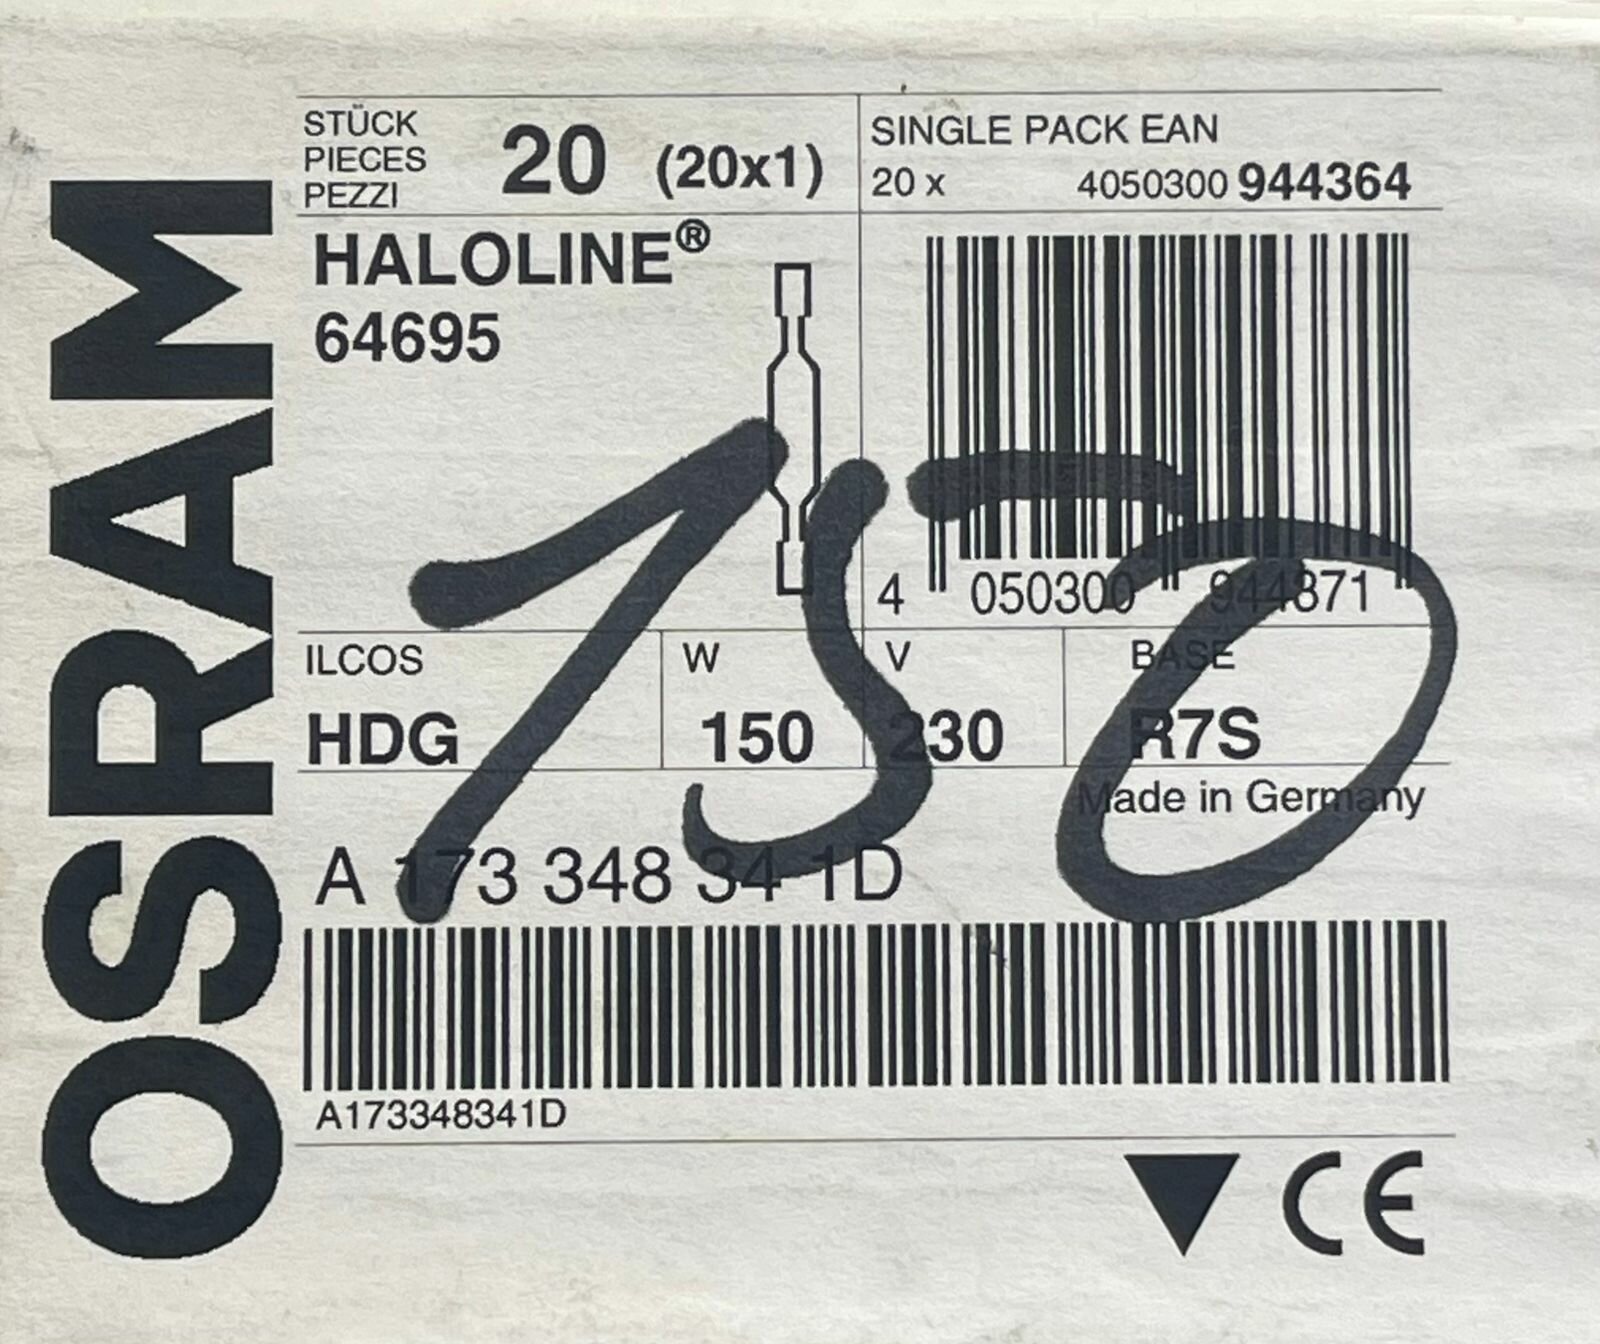 OSRAM
STÜCK
PIECES
PEZZI
20 (20x1)
SINGLE PACK EAN
20 x 4050300 944364
HALOLINE®
64695
4 050300 944371
150
ILCOS
HDG
W
150
V
230
BASE
R7S
Made in Germany
A 173 348 34 1D
A173348341D
CE